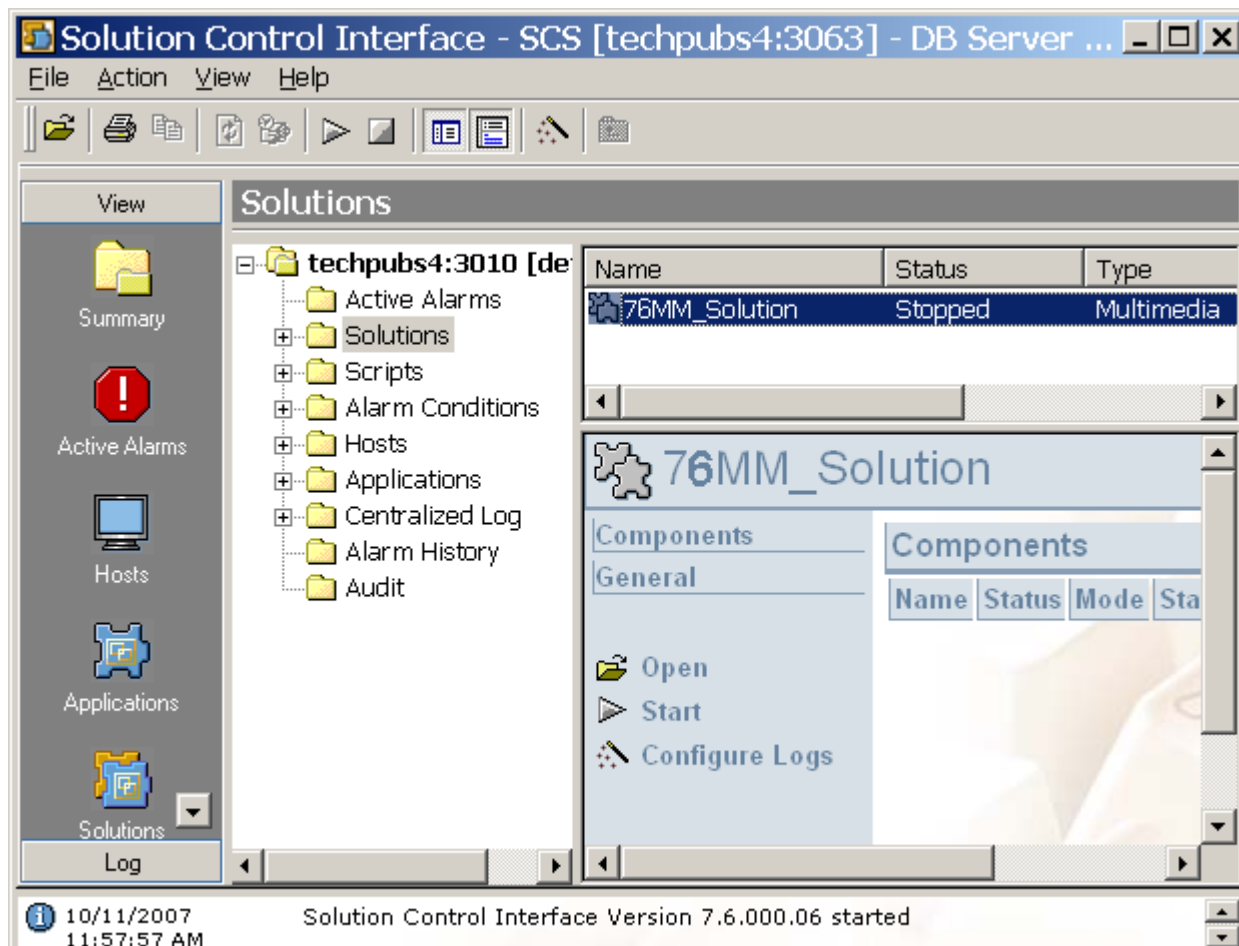 Solution Control Interface - SCS [techpubs4:3063] - DB Server ...
File Action View Help
View
Solutions
Summary
Active Alarms
Hosts
Applications
Solutions
Log
techpubs4:3010 [de
Active Alarms
Solutions
Scripts
Alarm Conditions
Hosts
Applications
Centralized Log
Alarm History
Audit
Name Status Type
76MM_Solution Stopped Multimedia
76MM_Solution
Components
General
Open
Start
Configure Logs
Components
Name Status Mode Sta
10/11/2007 Solution Control Interface Version 7.6.000.06 started
11:57:57 AM